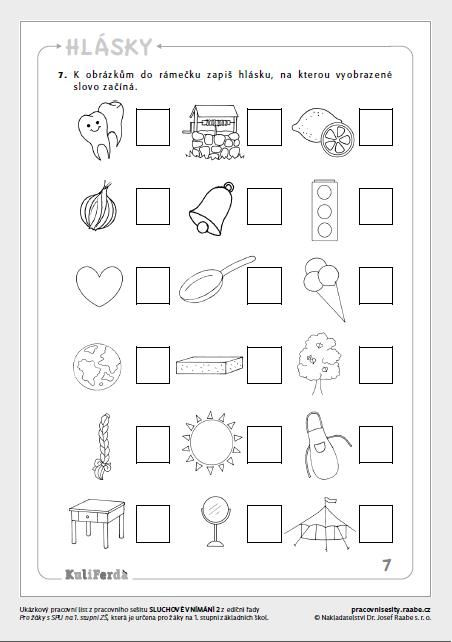 HLÁSKY
7. K obrázkům do rámečku zapiš hlásku, na kterou vyobrazené
slovo začíná.
7
KuliFerda
Ukázkový pracovní list z pracovního sešitu SLUCHOVÉ VNÍMÁNÍ 2 z ediční řady
pracovnisesity.raabe.cz
Pro žáky s SPU na 1. stupni ZŠ, která je určena pro žáky na 1. stupni základních škol.
© Nakladatelství Dr. Josef Raabe s. r. o.